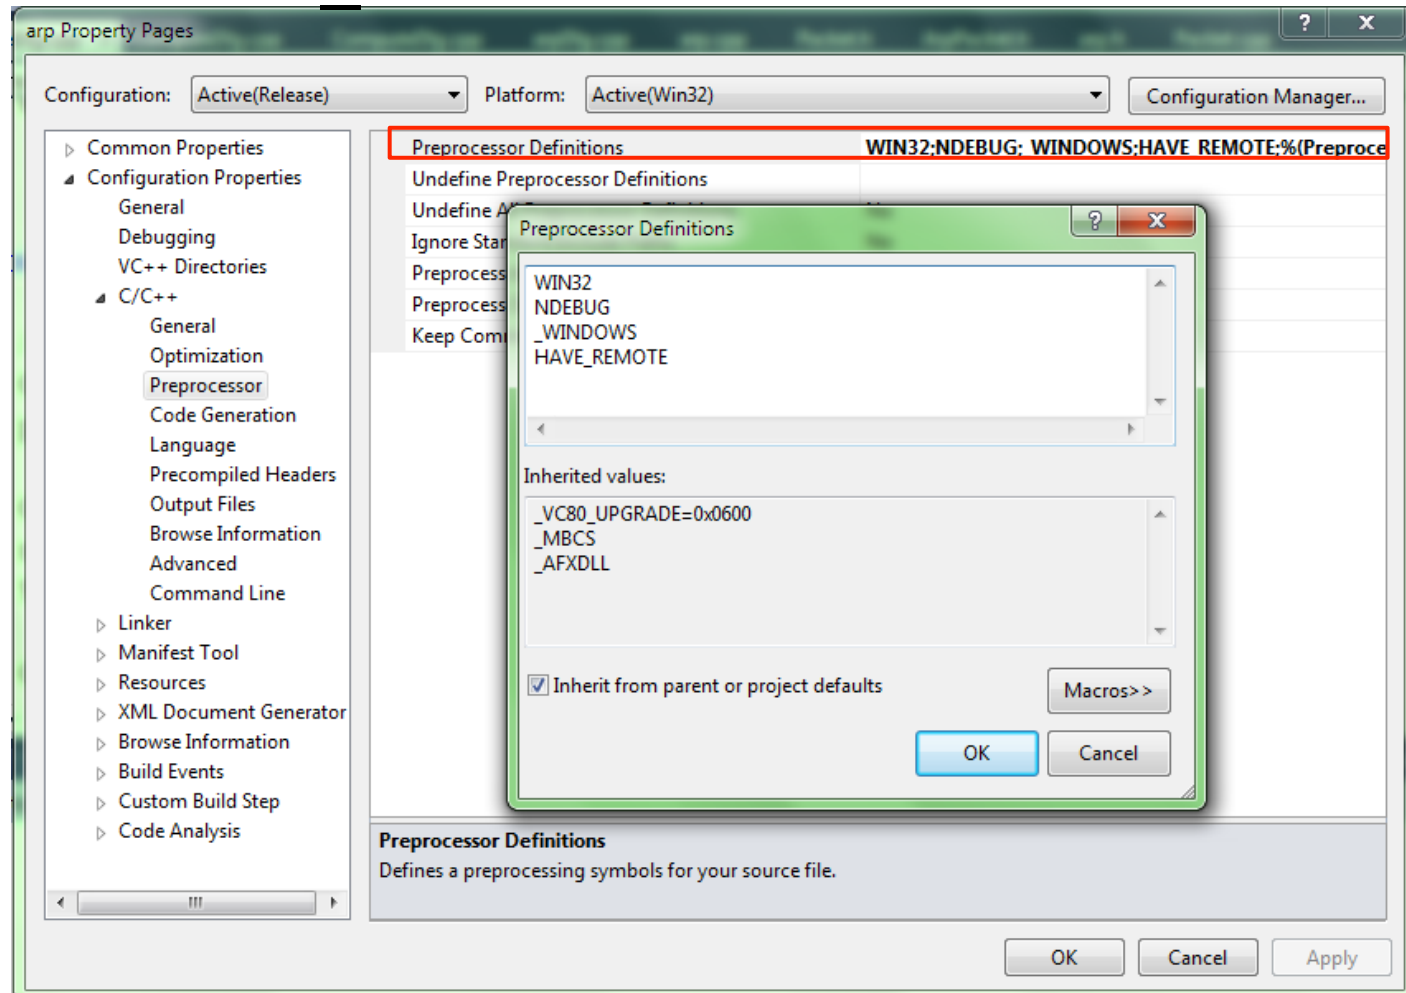 arp Property Pages
?
x
Configuration:
Active(Release)
Platform:
Active(Win32)
Configuration Manager...
Common Properties
Configuration Properties
General
Debugging
VC++ Directories
C/C++
General
Optimization
Preprocessor
Code Generation
Language
Precompiled Headers
Output Files
Browse Information
Advanced
Command Line
Linker
Manifest Tool
Resources
XML Document Generator
Browse Information
Build Events
Custom Build Step
Code Analysis
Preprocessor Definitions
WIN32;NDEBUG;_WINDOWS;HAVE_REMOTE;%(Preproce
Undefine Preprocessor Definitions
Undefine A
Ignore Star
Preprocess
Preprocess
Keep Com
Preprocessor Definitions
?
x
WIN32
NDEBUG
_WINDOWS
HAVE_REMOTE
Inherited values:
_VC80_UPGRADE=0x0600
_MBCS
_AFXDLL
Inherit from parent or project defaults
Macros>>
OK
Cancel
Preprocessor Definitions
Defines a preprocessing symbols for your source file.
OK
Cancel
Apply